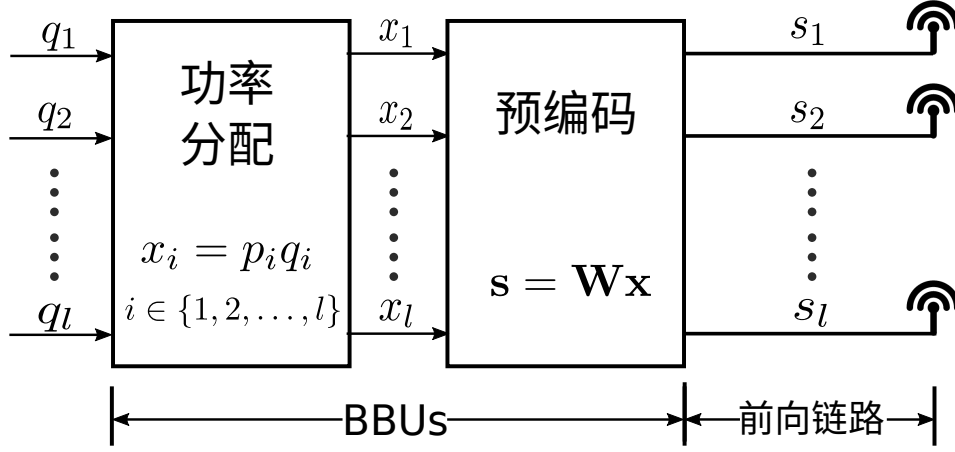 q₁
x₁
s₁
功率
分配
预编码
q₂
x₂
s₂
xᵢ = pᵢqᵢ
i ∈ {1, 2, . . . , l}
s = Wx
qₗ
xₗ
sₗ
BBUs
前向链路